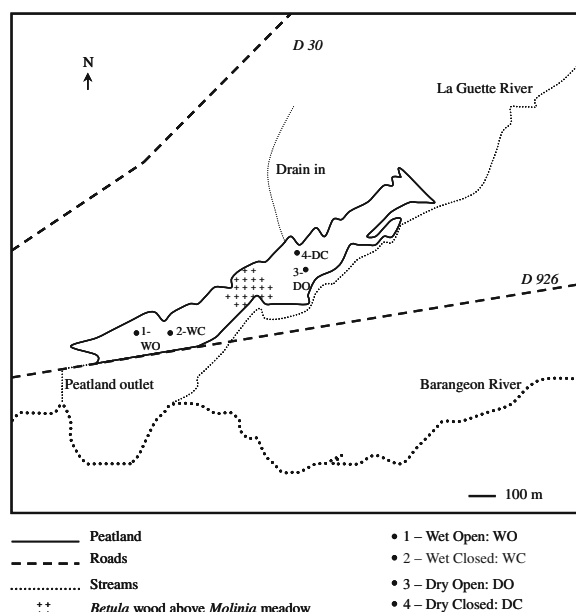 D 30
N
La Guette River
Drain in
4-DC
3-
DO
D 926
1-
WO
2-WC
Peatland outlet
Barangeon River
100 m
Peatland
Roads
Streams
Betula wood above Molinia meadow
1 – Wet Open: WO
2 – Wet Closed: WC
3 – Dry Open: DO
4 – Dry Closed: DC